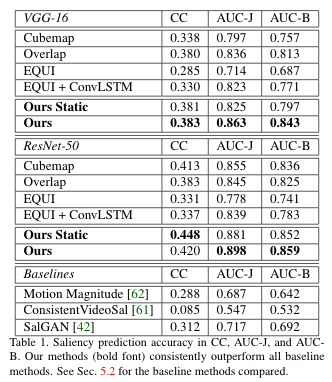 VGG-16 CC AUC-J AUC-B
Cubemap 0.338 0.797 0.757
Overlap 0.380 0.836 0.813
EQUI 0.285 0.714 0.687
EQUI + ConvLSTM 0.330 0.823 0.771
Ours Static 0.381 0.825 0.797
Ours 0.383 0.863 0.843
ResNet-50 CC AUC-J AUC-B
Cubemap 0.413 0.855 0.836
Overlap 0.383 0.845 0.825
EQUI 0.331 0.778 0.741
EQUI + ConvLSTM 0.337 0.839 0.783
Ours Static 0.448 0.881 0.852
Ours 0.420 0.898 0.859
Baselines CC AUC-J AUC-B
Motion Magnitude [62] 0.288 0.687 0.642
ConsistentVideoSal [61] 0.085 0.547 0.532
SalGAN [42] 0.312 0.717 0.692
Table 1. Saliency prediction accuracy in CC, AUC-J, and AUC-
B. Our methods (bold font) consistently outperform all baseline
methods. See Sec. 5.2 for the baseline methods compared.